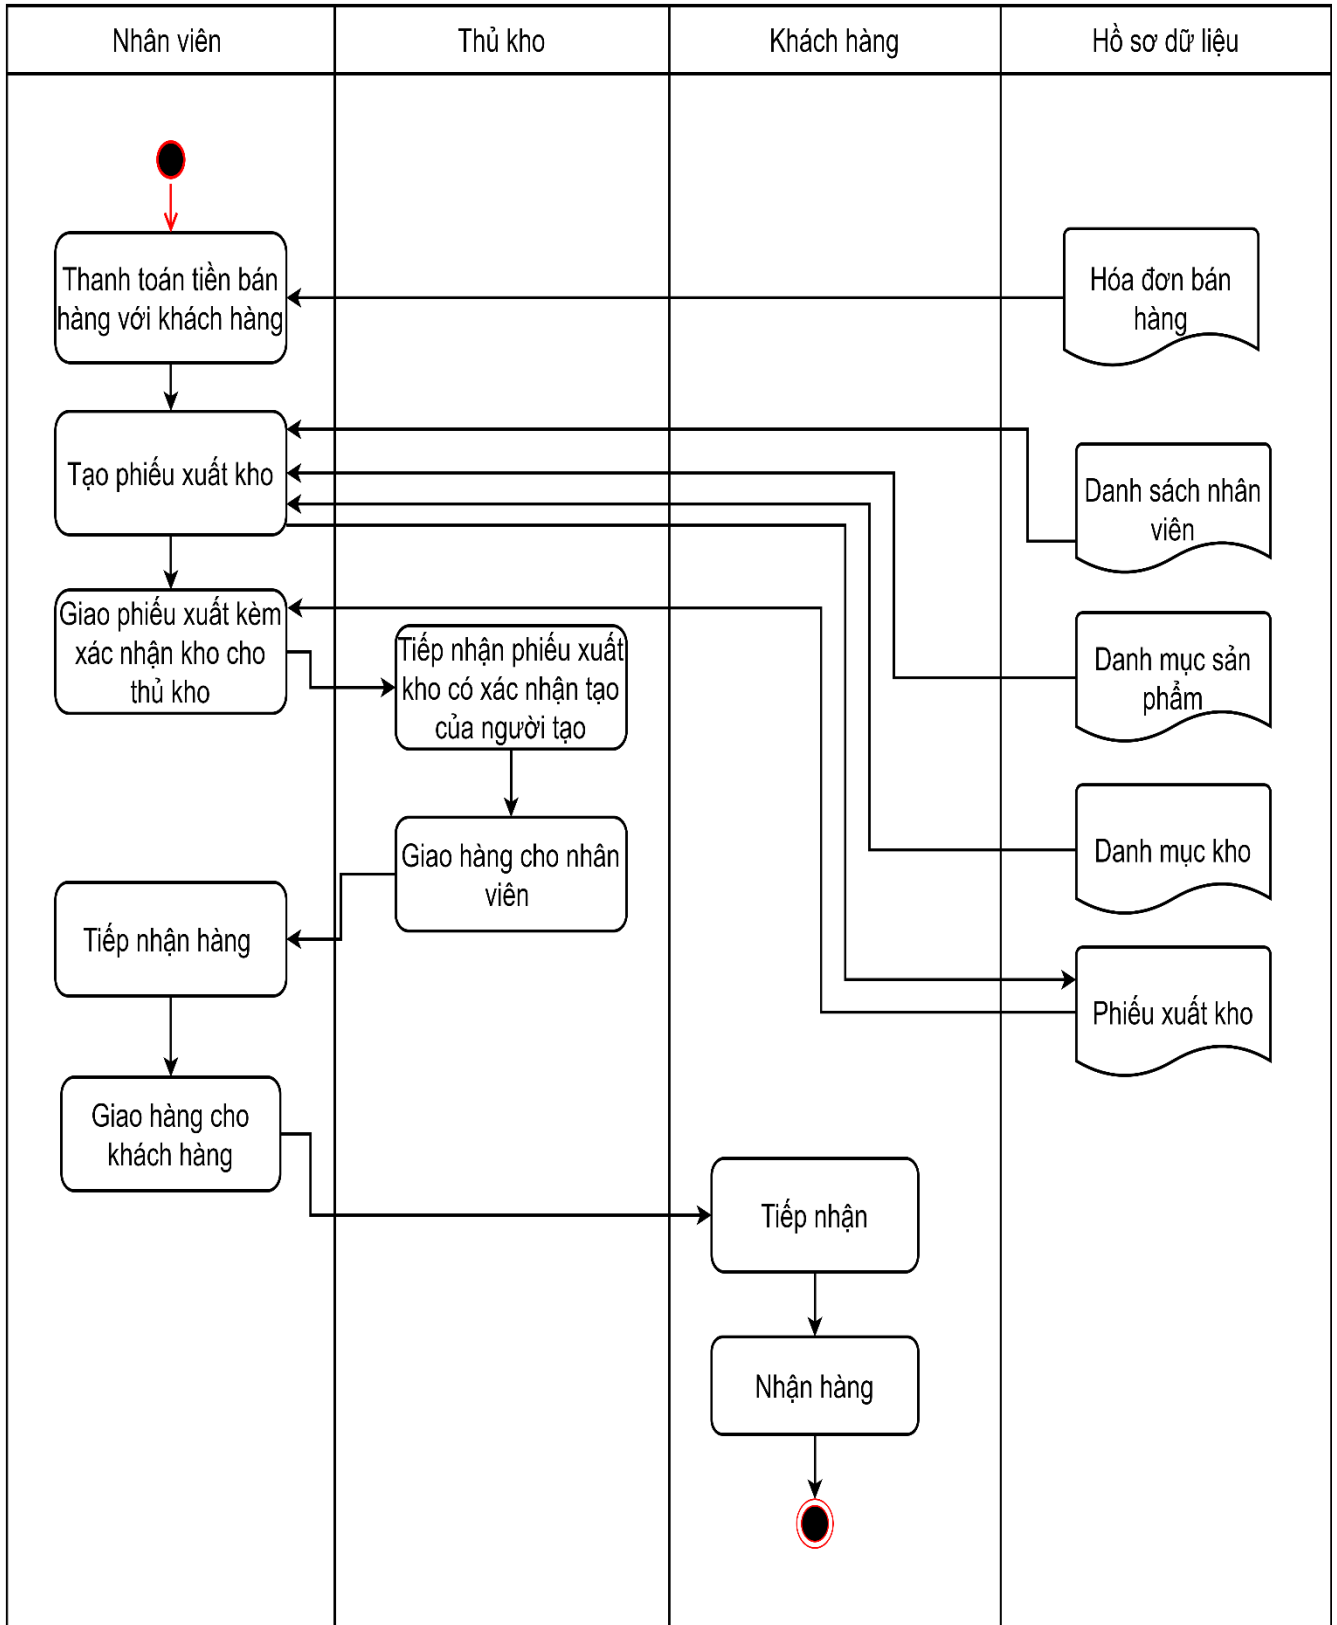 Nhân viên
Thủ kho
Khách hàng
Hồ sơ dữ liệu
Thanh toán tiền bán
hàng với khách hàng
Hóa đơn bán
hàng
Tạo phiếu xuất kho
Danh sách nhân
viên
Giao phiếu xuất kèm
xác nhận kho cho
thủ kho
Tiếp nhận phiếu xuất
kho có xác nhận tạo
của người tạo
Danh mục sản
phẩm
Giao hàng cho nhân
viên
Danh mục kho
Tiếp nhận hàng
Phiếu xuất kho
Giao hàng cho
khách hàng
Tiếp nhận
Nhận hàng